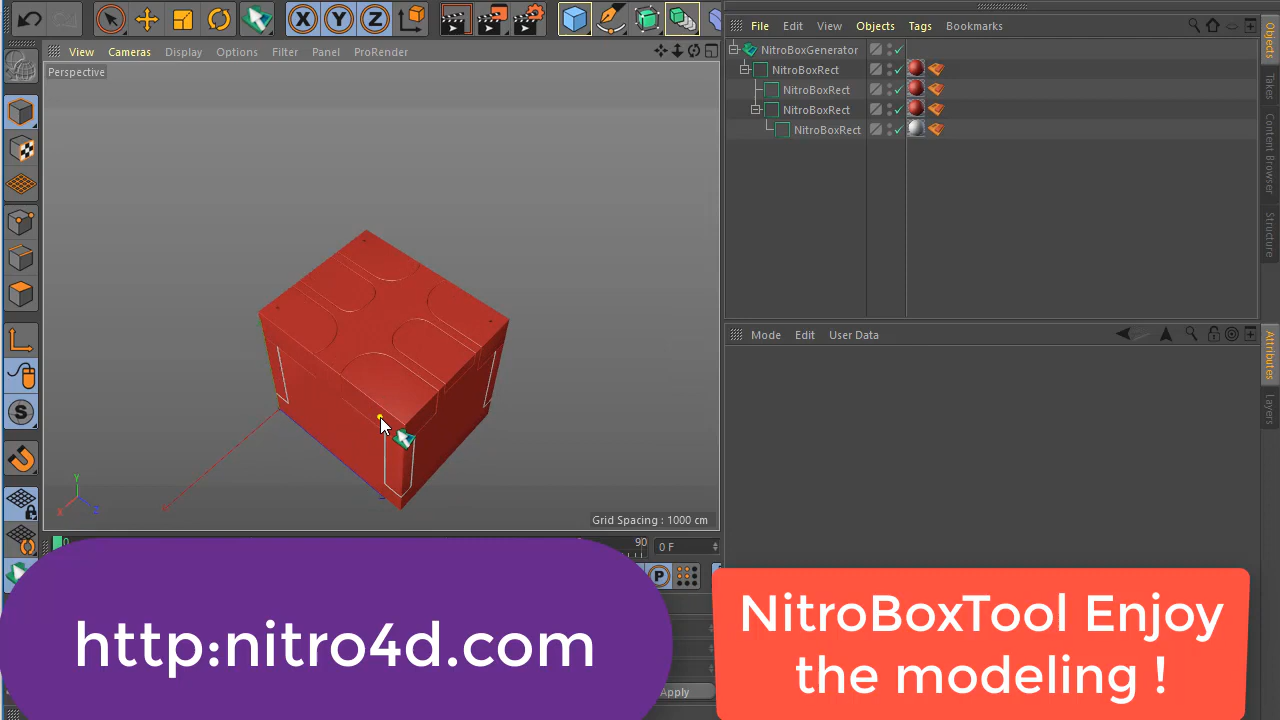 X Y Z
File Edit View Objects Tags Bookmarks
View Cameras Display Options Filter Panel ProRender
Perspective
NitroBoxGenerator
NitroBoxRect
NitroBoxRect
NitroBoxRect
NitroBoxRect
Objects
Takes
Content Browser
Structure
Mode Edit User Data
Attributes
Layers
Y
X
Z
S
Grid Spacing : 1000 cm
0
90
0 F
P
Apply
http:nitro4d.com
NitroBoxTool Enjoy
the modeling !